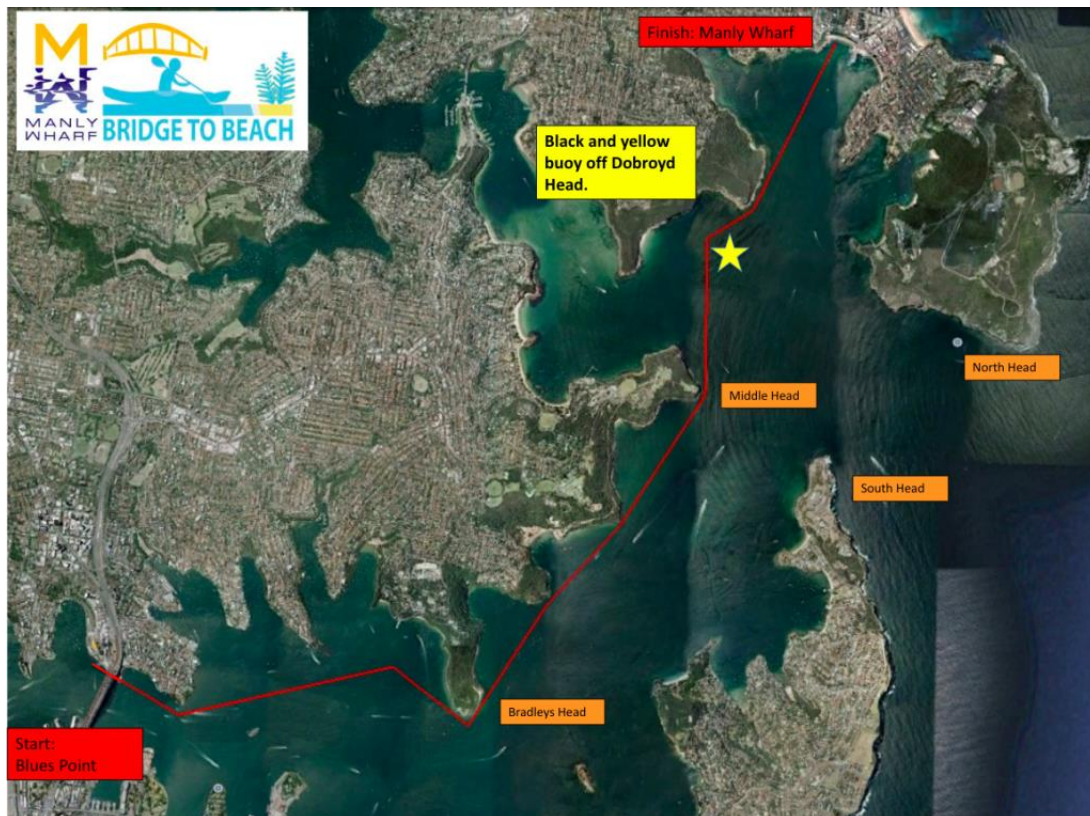 M
MANLY
WHARF
BRIDGE TO BEACH
Finish: Manly Wharf
Black and yellow
buoy off Dobroyd
Head.
North Head
Middle Head
South Head
Bradleys Head
Start:
Blues Point